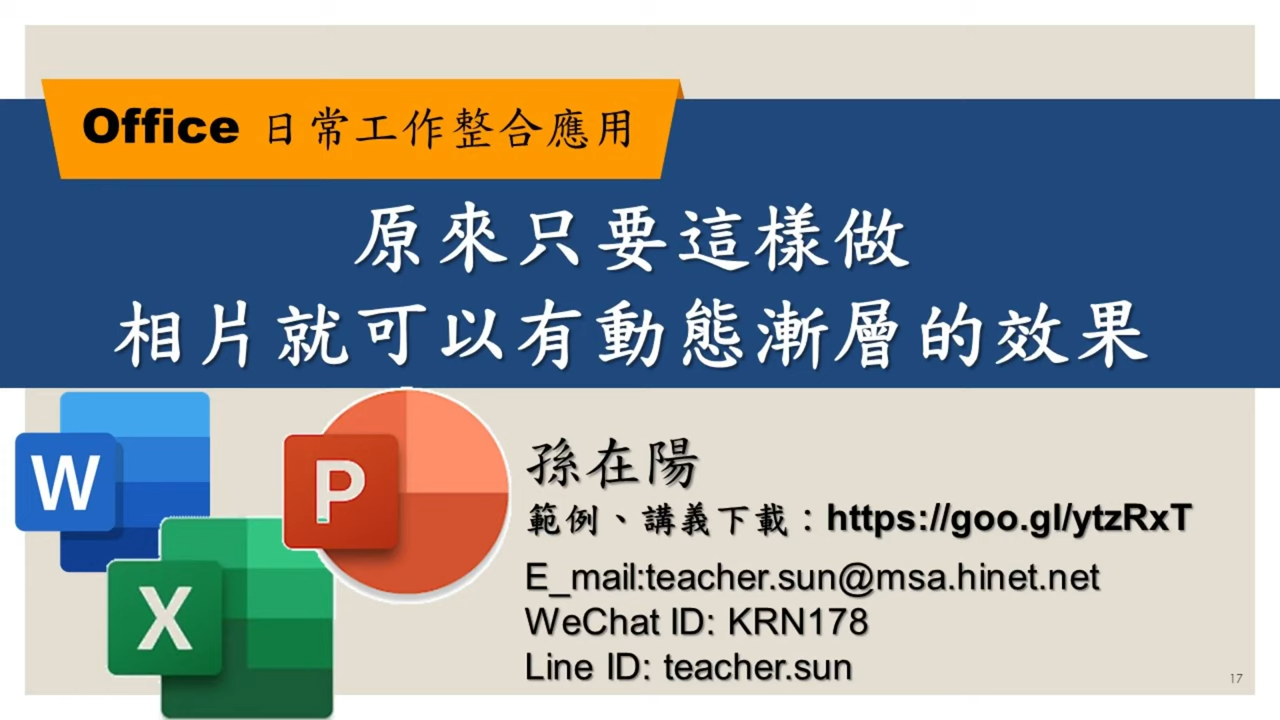 Office 日常工作整合應用
原來只要這樣做
相片就可以有動態漸層的效果
W
P
X
孫在陽
範例、講義下載：https://goo.gl/ytzRxT
E_mail:teacher.sun@msa.hinet.net
WeChat ID: KRN178
Line ID: teacher.sun
17